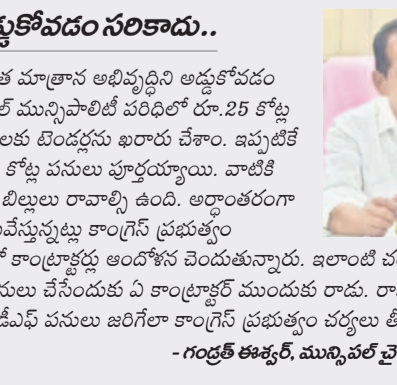 డ్డుకోవడం సరికాదు..
త మాత్రాన అభివృద్ధిని అడ్డుకోవడం
ల్ మున్సిపాలిటీ పరిధిలో రూ.25 కోట్ల
లకు టెండర్లను ఖరారు చేశాం. ఇప్పటికే
కోట్ల పనులు పూర్తయ్యాయి. వాటికి
బిల్లులు రావాల్సి ఉంది. అర్ధాంతరంగా
వేస్తున్నట్లు కాంగ్రెస్ ప్రభుత్వం
ో కాంట్రాక్టర్లు ఆందోళన చెందుతున్నారు. ఇలాంటి చ
నులు చేసేందుకు ఏ కాంట్రాక్టర్ ముందుకు రాడు. రా
డీఎఫ్ పనులు జరిగేలా కాంగ్రెస్ ప్రభుత్వం చర్యలు తీ
- గండ్రత్ ఈశ్వర్, మున్సిపల్ చై